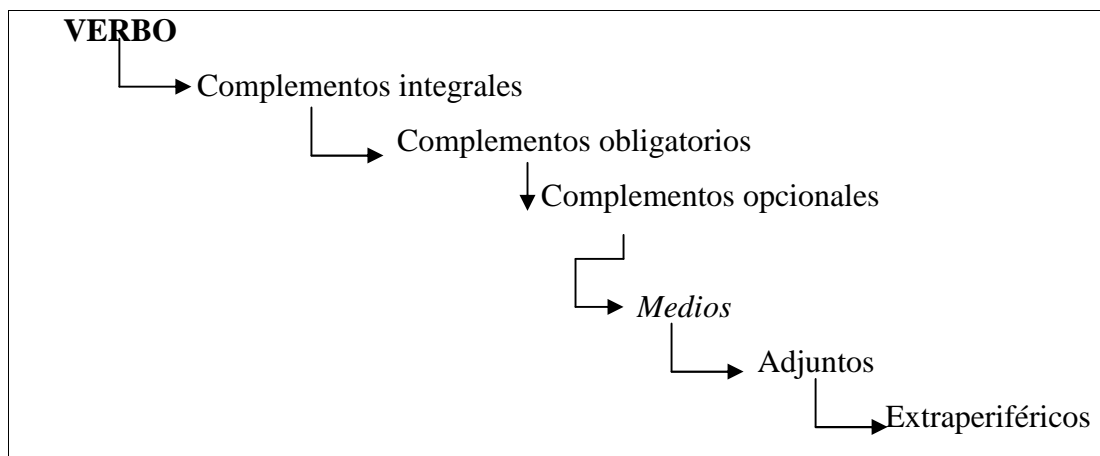 VERBO
Complementos integrales
Complementos obligatorios
Complementos opcionales
Medios
Adjuntos
Extraperiféricos